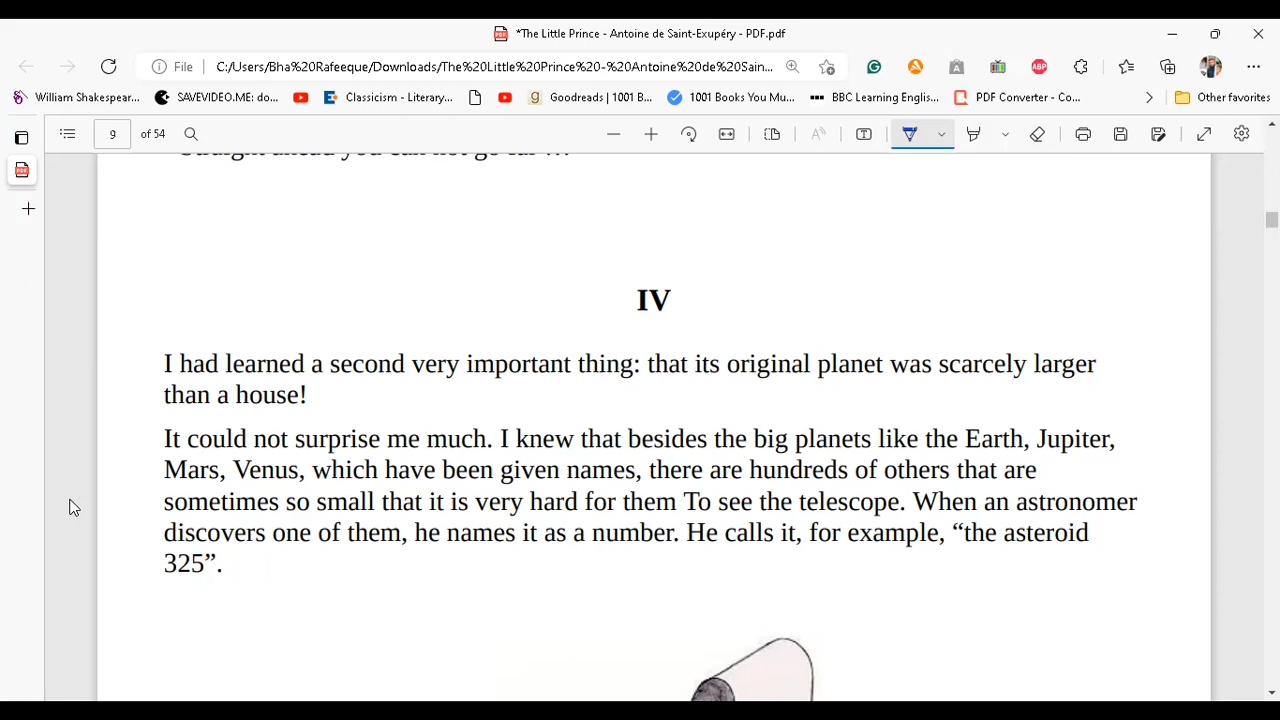 *The Little Prince - Antoine de Saint-Exupéry - PDF.pdf
File C:/Users/Bha%20Rafeeque/Downloads/The%20Little%20Prince%20-%20Antoine%20de%20Sain...
William Shakespear... SAVEVIDEO.ME: do... Classicism - Literary... Goodreads | 1001 B... 1001 Books You Mu... BBC Learning Englis... PDF Converter - Co... Other favorites
9 of 54
IV
I had learned a second very important thing: that its original planet was scarcely larger
than a house!
It could not surprise me much. I knew that besides the big planets like the Earth, Jupiter,
Mars, Venus, which have been given names, there are hundreds of others that are
sometimes so small that it is very hard for them To see the telescope. When an astronomer
discovers one of them, he names it as a number. He calls it, for example, “the asteroid
325”.